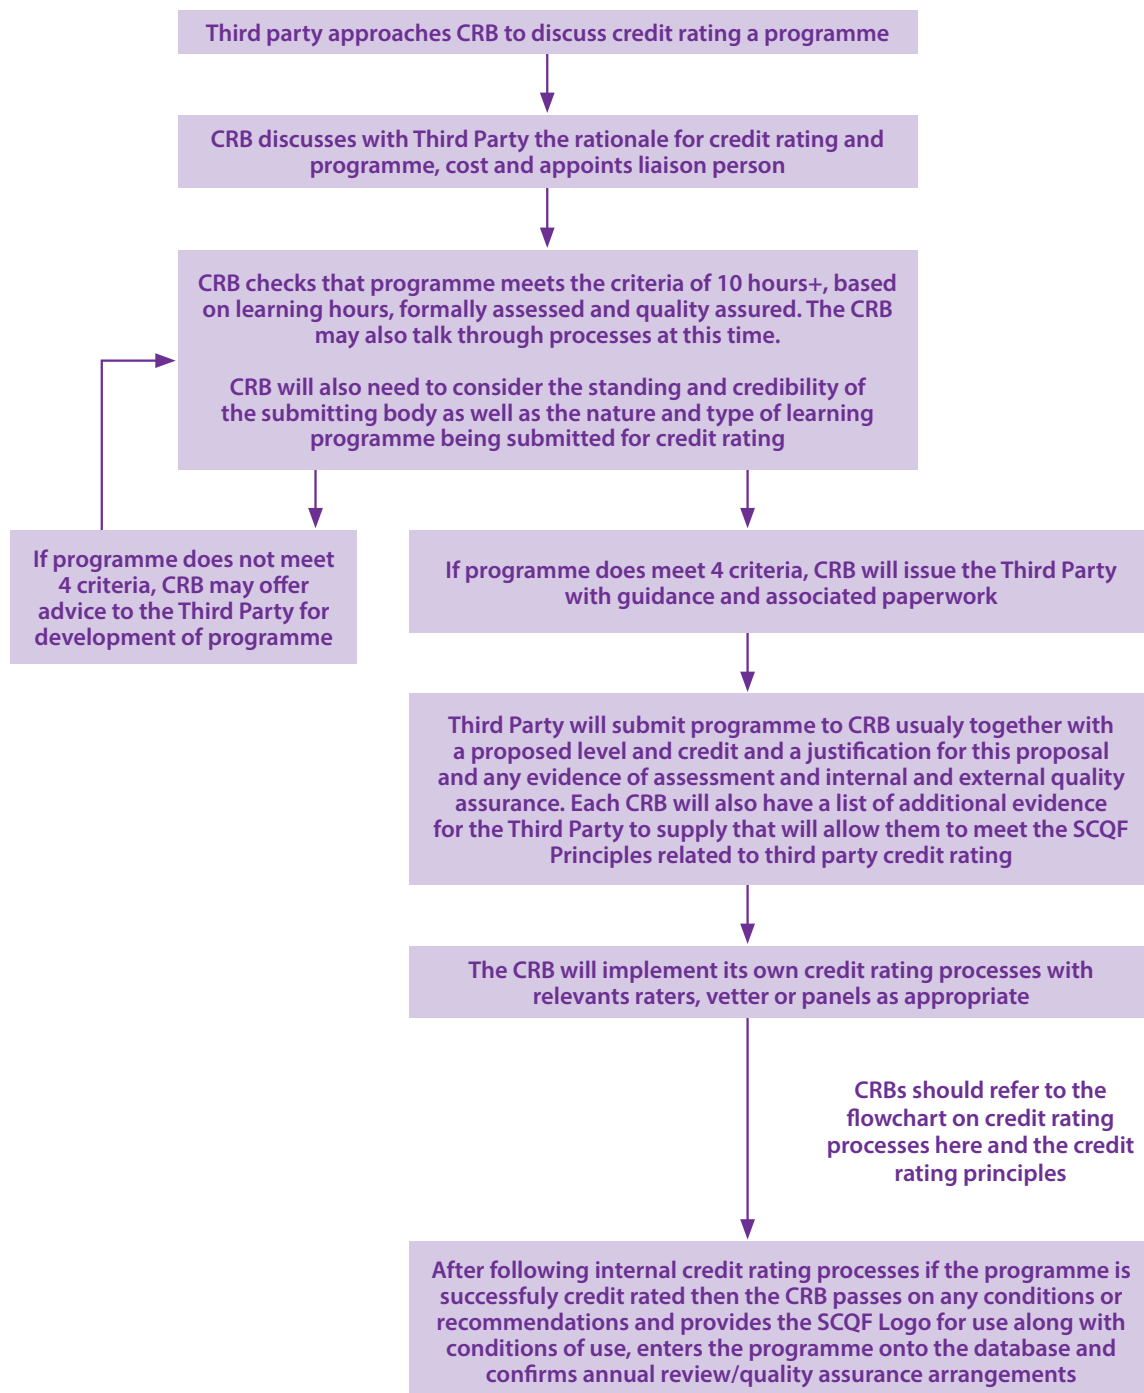 Third party approaches CRB to discuss credit rating a programme
CRB discusses with Third Party the rationale for credit rating and
programme, cost and appoints liaison person
CRB checks that programme meets the criteria of 10 hours+, based
on learning hours, formally assessed and quality assured. The CRB
may also talk through processes at this time.
CRB will also need to consider the standing and credibility of
the submitting body as well as the nature and type of learning
programme being submitted for credit rating
If programme does not meet
4 criteria, CRB may offer
advice to the Third Party for
development of programme
If programme does meet 4 criteria, CRB will issue the Third Party
with guidance and associated paperwork
Third Party will submit programme to CRB usualy together with
a proposed level and credit and a justification for this proposal
and any evidence of assessment and internal and external quality
assurance. Each CRB will also have a list of additional evidence
for the Third Party to supply that will allow them to meet the SCQF
Principles related to third party credit rating
The CRB will implement its own credit rating processes with
relevants raters, vetter or panels as appropriate
CRBs should refer to the
flowchart on credit rating
processes here and the credit
rating principles
After following internal credit rating processes if the programme is
successfuly credit rated then the CRB passes on any conditions or
recommendations and provides the SCQF Logo for use along with
conditions of use, enters the programme onto the database and
confirms annual review/quality assurance arrangements